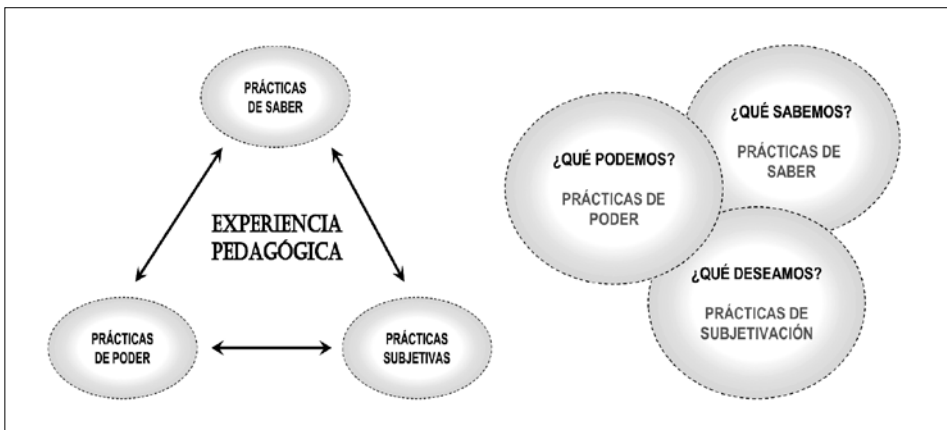 PRÁCTICAS
DE SABER
EXPERIENCIA
PEDAGÓGICA
PRÁCTICAS
DE PODER
PRÁCTICAS
SUBJETIVAS
¿QUÉ SABEMOS?
PRÁCTICAS DE
SABER
¿QUÉ PODEMOS?
PRÁCTICAS DE
PODER
¿QUÉ DESEAMOS?
PRÁCTICAS DE
SUBJETIVACIÓN